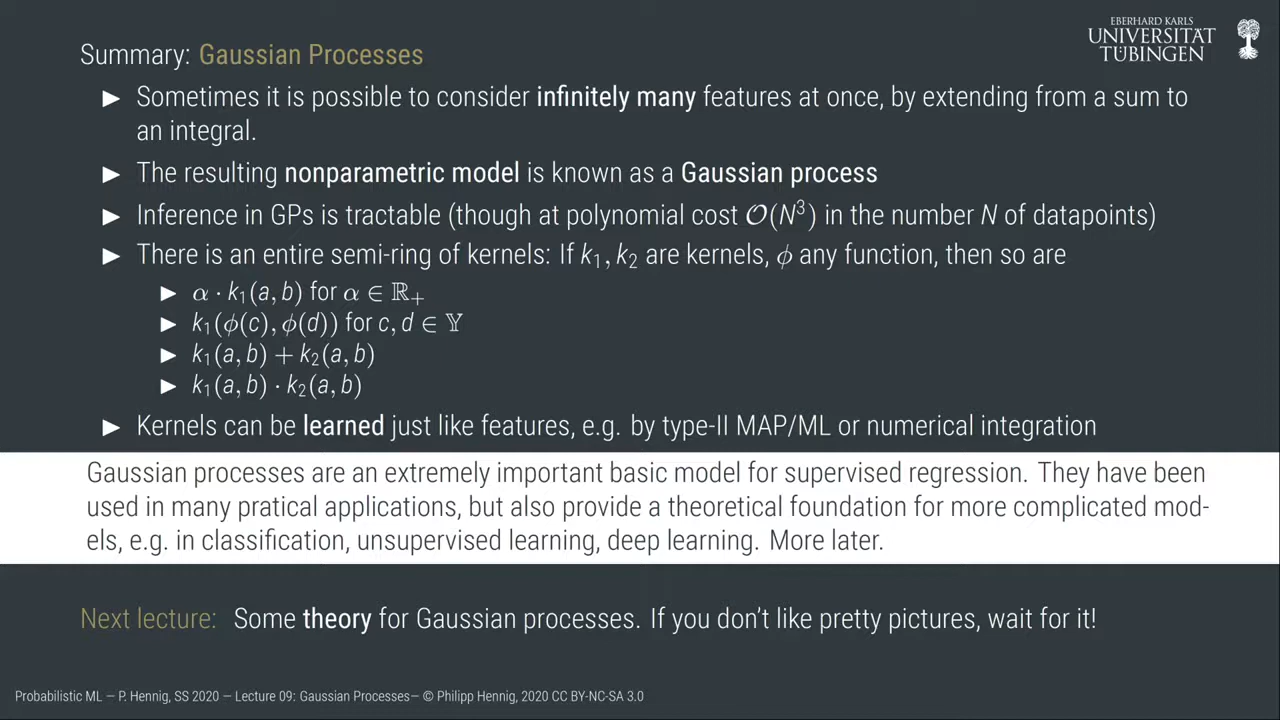 EBERHARD KARLS
UNIVERSITÄT
TÜBINGEN
Summary: Gaussian Processes
▶ Sometimes it is possible to consider infinitely many features at once, by extending from a sum to
an integral.
▶ The resulting nonparametric model is known as a Gaussian process
▶ Inference in GPs is tractable (though at polynomial cost 𝒪(N³) in the number N of datapoints)
▶ There is an entire semi-ring of kernels: If k₁, k₂ are kernels, ϕ any function, then so are
▶ α · k₁(a, b) for α ∈ ℝ₊
▶ k₁(ϕ(c), ϕ(d)) for c, d ∈ 𝕐
▶ k₁(a, b) + k₂(a, b)
▶ k₁(a, b) · k₂(a, b)
▶ Kernels can be learned just like features, e.g. by type-II MAP/ML or numerical integration
Gaussian processes are an extremely important basic model for supervised regression. They have been
used in many pratical applications, but also provide a theoretical foundation for more complicated mod-
els, e.g. in classification, unsupervised learning, deep learning. More later.
Next lecture: Some theory for Gaussian processes. If you don't like pretty pictures, wait for it!
Probabilistic ML — P. Hennig, SS 2020 — Lecture 09: Gaussian Processes— © Philipp Hennig, 2020 CC BY-NC-SA 3.0